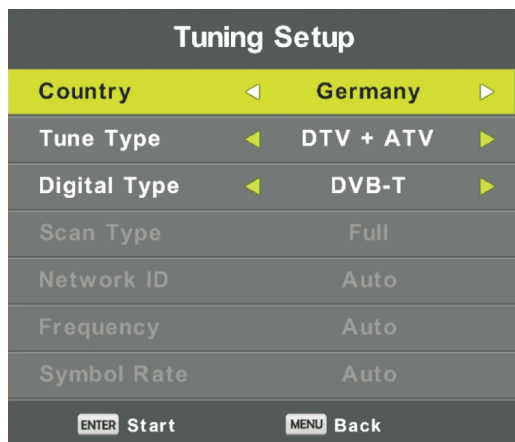 Tuning Setup
Country Germany
Tune Type DTV + ATV
Digital Type DVB-T
Scan Type Full
Network ID Auto
Frequency Auto
Symbol Rate Auto
ENTER Start MENU Back